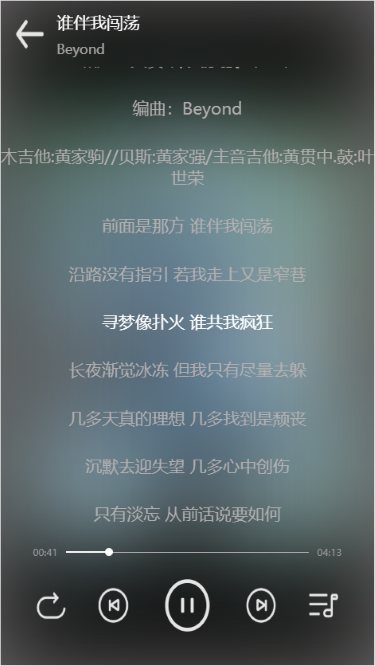 谁伴我闯荡
Beyond
编曲：Beyond
木吉他:黄家驹//贝斯:黄家强/主音吉他:黄贯中.鼓:叶
世荣
前面是那方 谁伴我闯荡
沿路没有指引 若我走上又是窄巷
寻梦像扑火 谁共我疯狂
长夜渐觉冰冻 但我只有尽量去躲
几多天真的理想 几多找到是颓丧
沉默去迎失望 几多心中创伤
只有淡忘 从前话说要如何
00:41
04:13